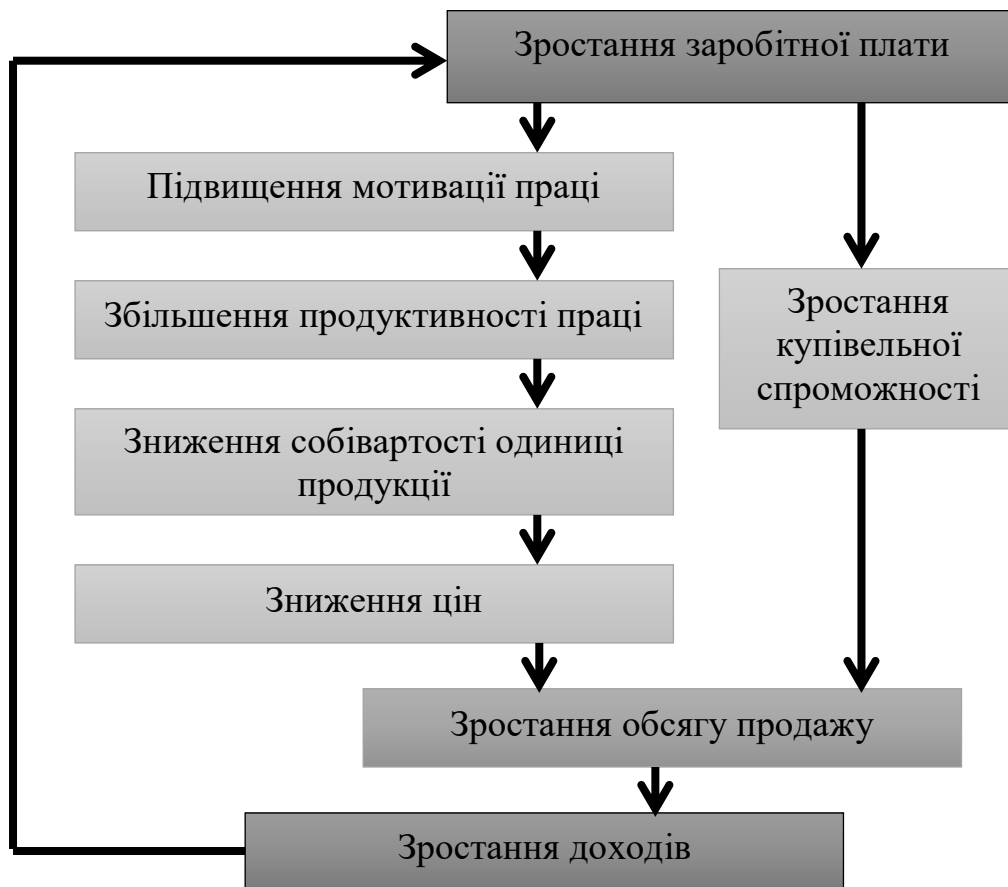 Зростання заробітної плати
Підвищення мотивації праці
Збільшення продуктивності праці
Зниження собівартості одиниці
продукції
Зниження цін
Зростання
купівельної
спроможності
Зростання обсягу продажу
Зростання доходів